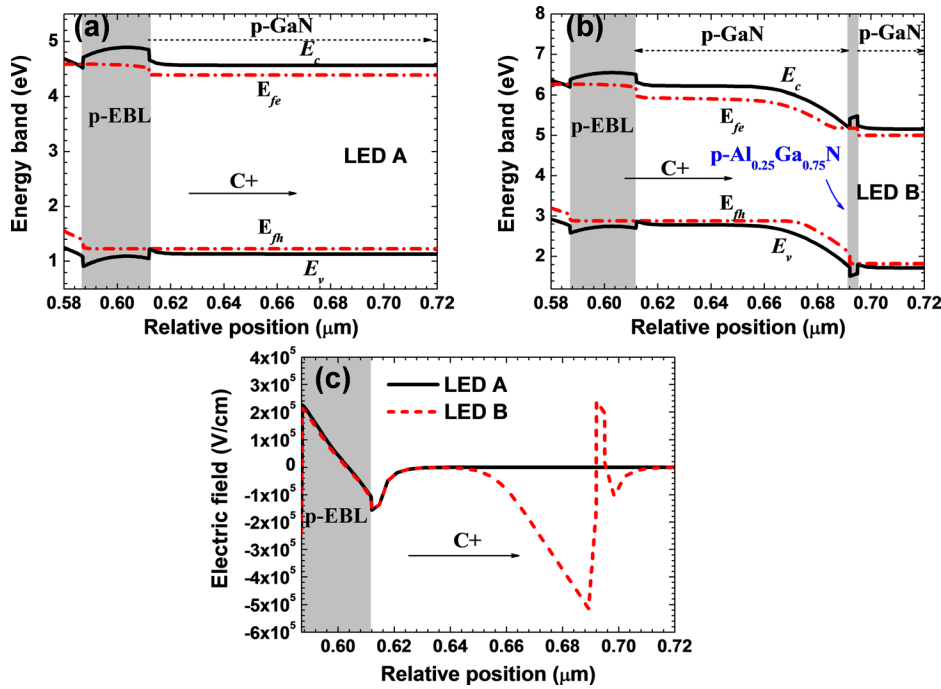 (a)
p-GaN
E_c
E_fe
p-EBL
LED A
C+
E_fh
E_v
5
4
3
2
1
0.58 0.60 0.62 0.64 0.66 0.68 0.70 0.72
Energy band (eV)
Relative position (μm)
(b)
p-GaN p-GaN
E_c
E_fe
p-EBL
p-Al0.25Ga0.75N
C+
LED B
E_fh
E_v
8
7
6
5
4
3
2
0.58 0.60 0.62 0.64 0.66 0.68 0.70 0.72
Energy band (eV)
Relative position (μm)
(c)
LED A
LED B
p-EBL
C+
4x10^5
3x10^5
2x10^5
1x10^5
0
-1x10^5
-2x10^5
-3x10^5
-4x10^5
-5x10^5
-6x10^5
0.60 0.62 0.64 0.66 0.68 0.70 0.72
Electric field (V/cm)
Relative position (μm)